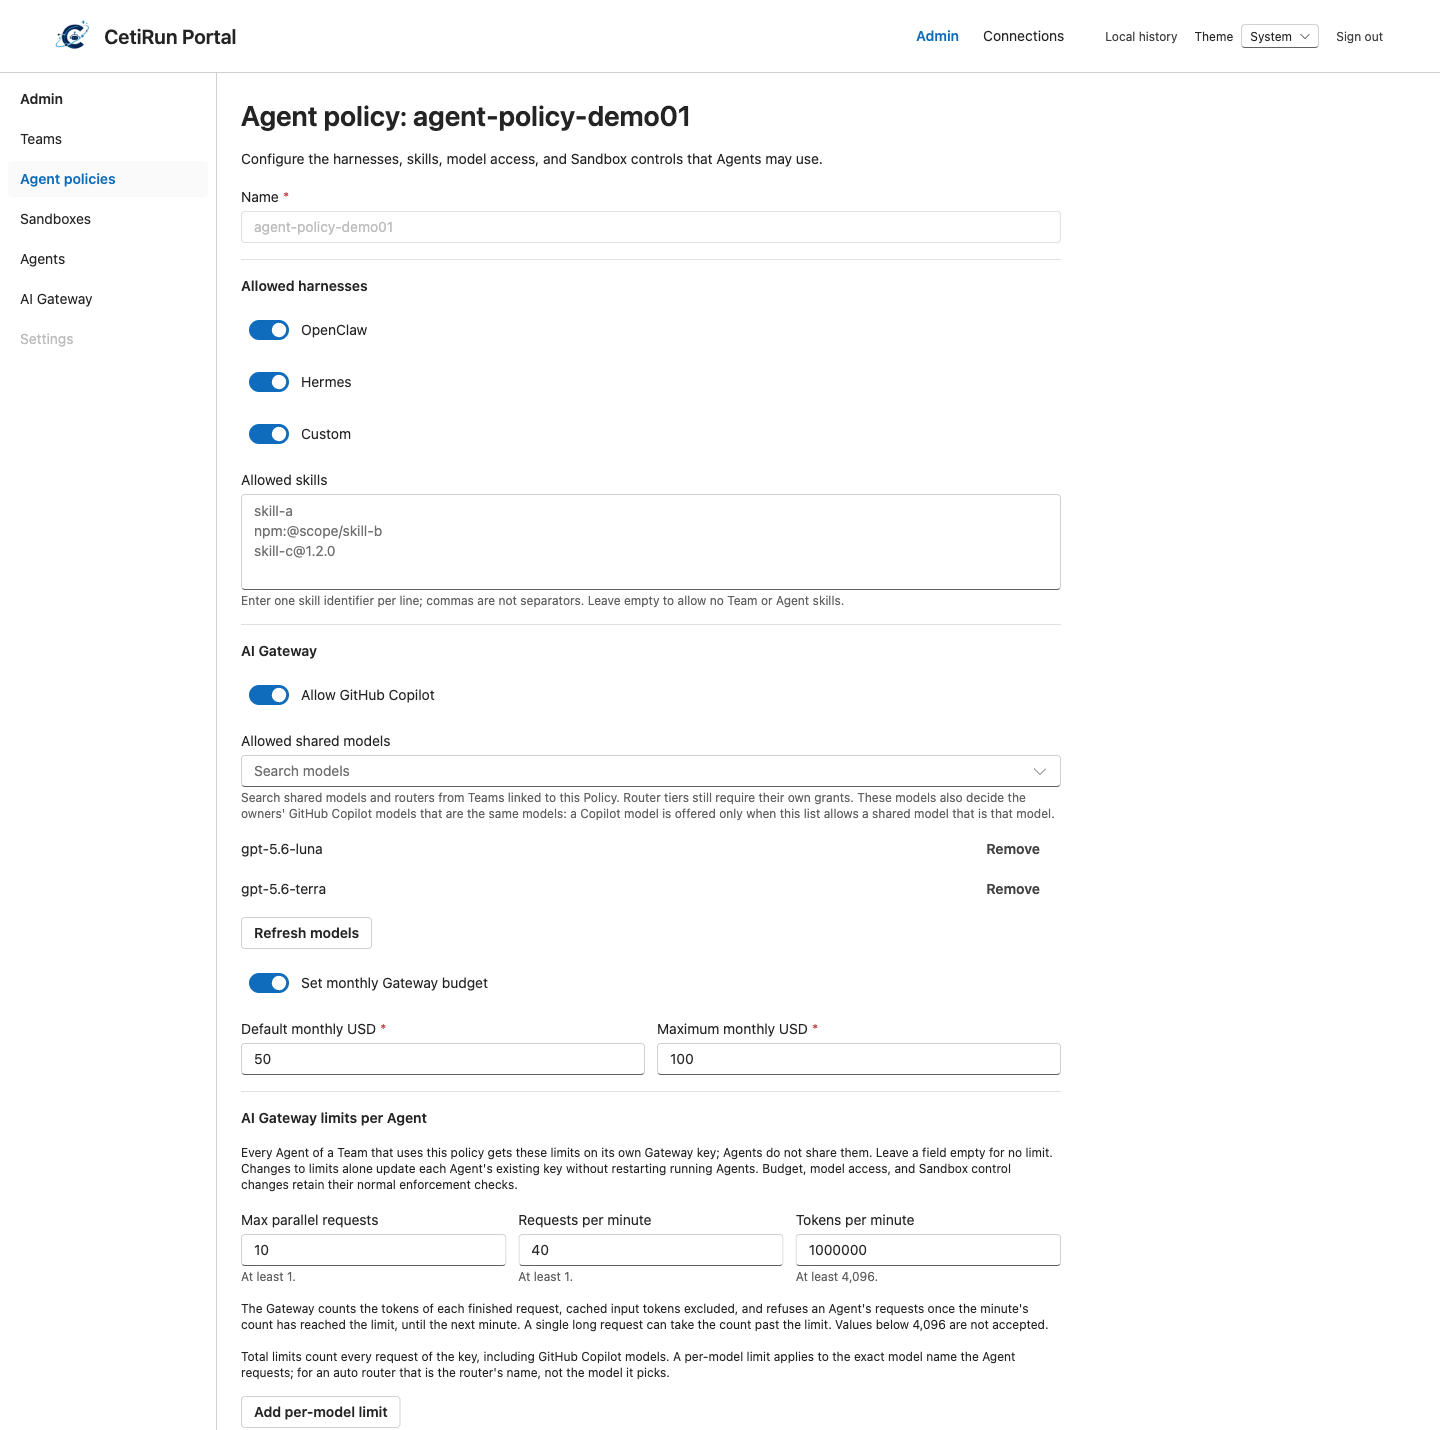 CetiRun Portal
Admin
Connections
Local history
Theme
System
Sign out
Admin
Teams
Agent policies
Sandboxes
Agents
AI Gateway
Settings
Agent policy: agent-policy-demo01
Configure the harnesses, skills, model access, and Sandbox controls that Agents may use.
Name *
agent-policy-demo01
Allowed harnesses
OpenClaw
Hermes
Custom
Allowed skills
skill-a
npm:@scope/skill-b
skill-c@1.2.0
Enter one skill identifier per line; commas are not separators. Leave empty to allow no Team or Agent skills.
AI Gateway
Allow GitHub Copilot
Allowed shared models
Search models
Search shared models and routers from Teams linked to this Policy. Router tiers still require their own grants. These models also decide the
owners' GitHub Copilot models that are the same models: a Copilot model is offered only when this list allows a shared model that is that model.
gpt-5.6-luna
Remove
gpt-5.6-terra
Remove
Refresh models
Set monthly Gateway budget
Default monthly USD *
Maximum monthly USD *
50
100
AI Gateway limits per Agent
Every Agent of a Team that uses this policy gets these limits on its own Gateway key; Agents do not share them. Leave a field empty for no limit.
Changes to limits alone update each Agent's existing key without restarting running Agents. Budget, model access, and Sandbox control
changes retain their normal enforcement checks.
Max parallel requests
Requests per minute
Tokens per minute
10
40
1000000
At least 1.
At least 1.
At least 4,096.
The Gateway counts the tokens of each finished request, cached input tokens excluded, and refuses an Agent's requests once the minute's
count has reached the limit, until the next minute. A single long request can take the count past the limit. Values below 4,096 are not accepted.
Total limits count every request of the key, including GitHub Copilot models. A per-model limit applies to the exact model name the Agent
requests; for an auto router that is the router's name, not the model it picks.
Add per-model limit